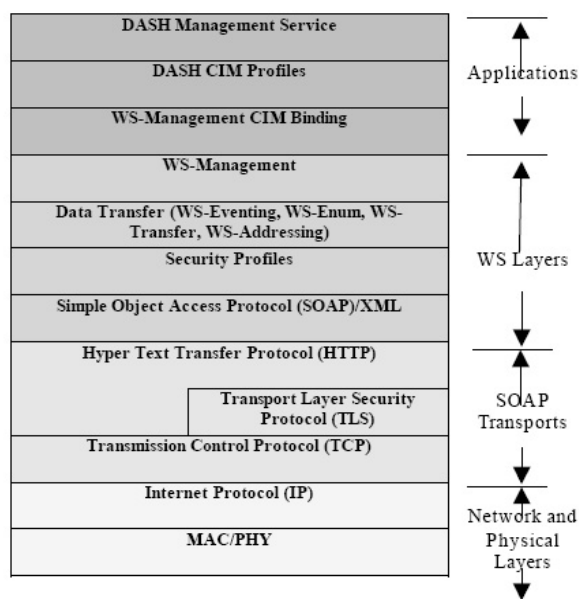 DASH Management Service
DASH CIM Profiles
Applications
WS-Management CIM Binding
WS-Management
Data Transfer (WS-Eventing, WS-Enum, WS-
Transfer, WS-Addressing)
Security Profiles
WS Layers
Simple Object Access Protocol (SOAP)/XML
Hyper Text Transfer Protocol (HTTP)
Transport Layer Security
Protocol (TLS)
SOAP
Transports
Transmission Control Protocol (TCP)
Internet Protocol (IP)
MAC/PHY
Network and
Physical
Layers